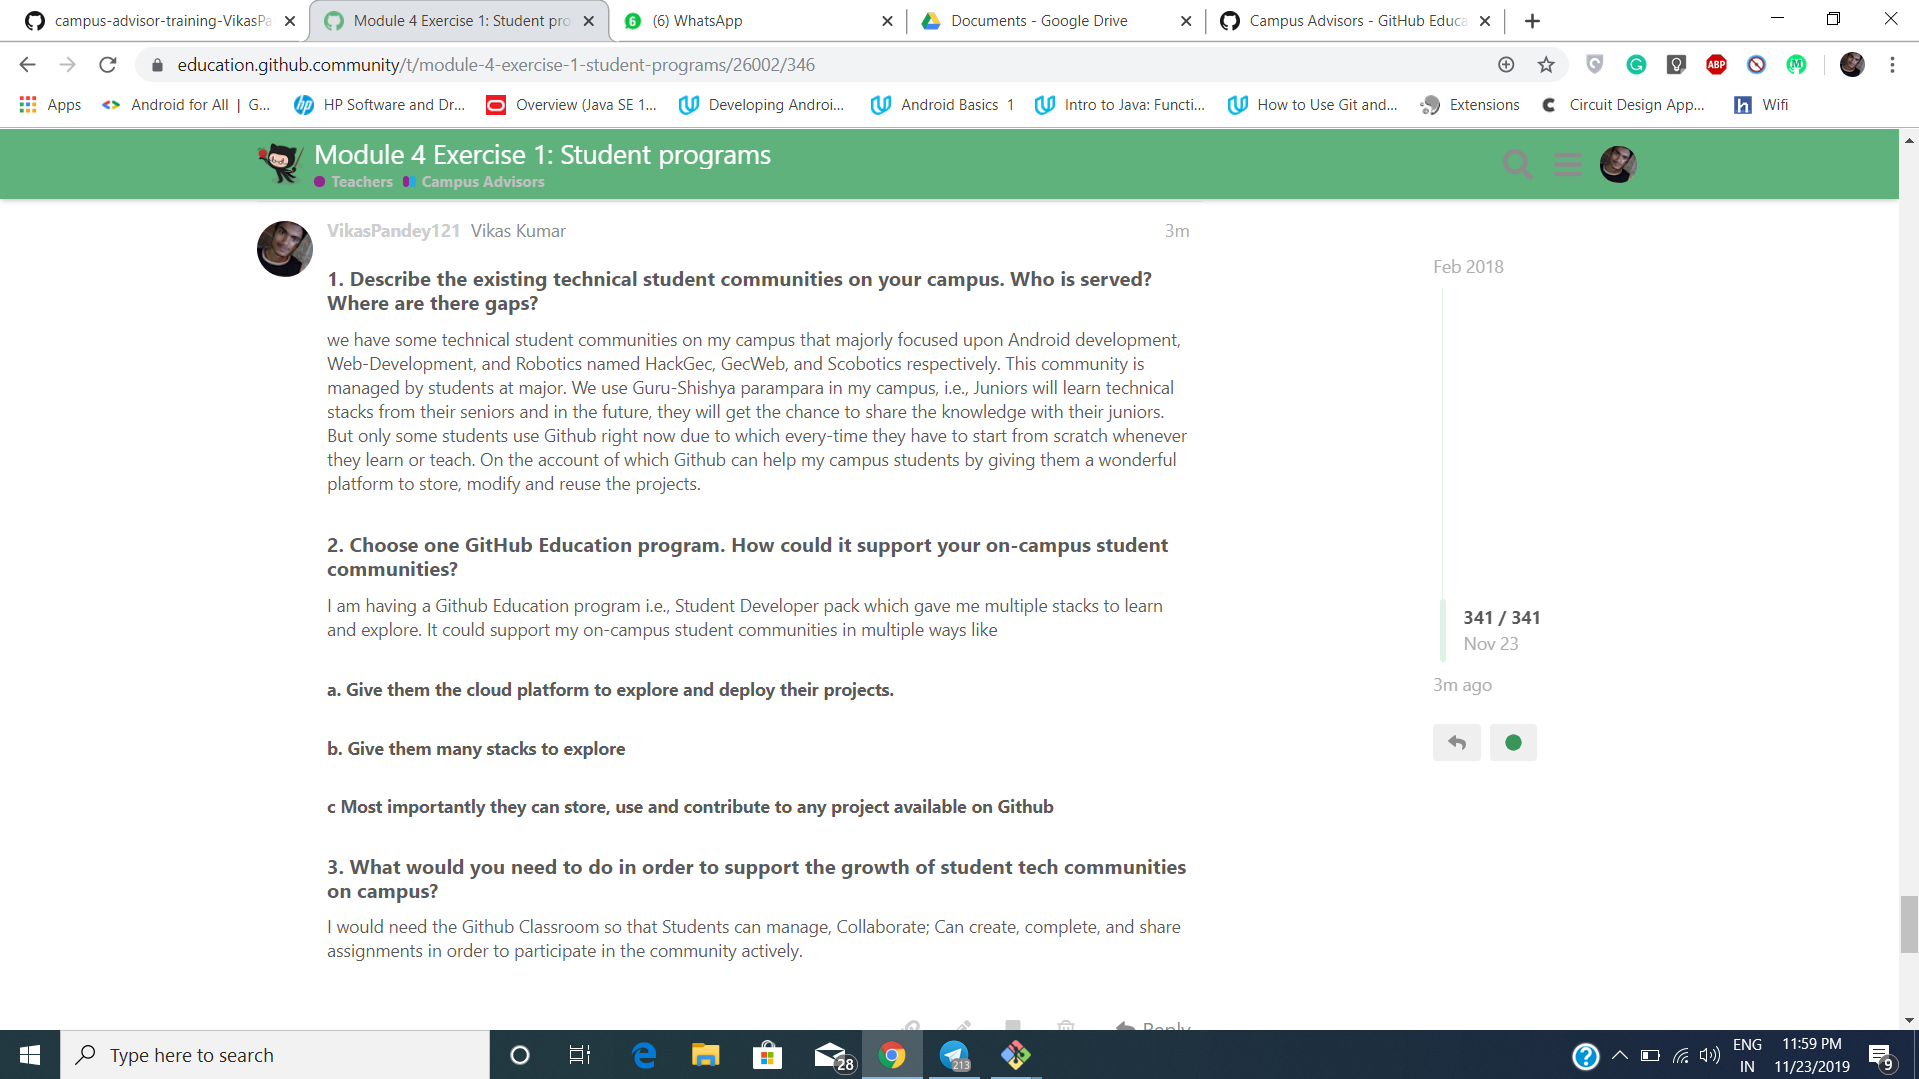 campus-advisor-training-VikasPa
Module 4 Exercise 1: Student pro
6 (6) WhatsApp
Documents - Google Drive
Campus Advisors - GitHub Educa
education.github.community/t/module-4-exercise-1-student-programs/26002/346
ABP
Apps
Android for All | G...
HP Software and Dr...
Overview (Java SE 1...
Developing Androi...
Android Basics 1
Intro to Java: Functi...
How to Use Git and...
Extensions
Circuit Design App...
Wifi
Module 4 Exercise 1: Student programs
Teachers Campus Advisors
VikasPandey121 Vikas Kumar 3m
1. Describe the existing technical student communities on your campus. Who is served?
Where are there gaps?
we have some technical student communities on my campus that majorly focused upon Android development,
Web-Development, and Robotics named HackGec, GecWeb, and Scobotics respectively. This community is
managed by students at major. We use Guru-Shishya parampara in my campus, i.e., Juniors will learn technical
stacks from their seniors and in the future, they will get the chance to share the knowledge with their juniors.
But only some students use Github right now due to which every-time they have to start from scratch whenever
they learn or teach. On the account of which Github can help my campus students by giving them a wonderful
platform to store, modify and reuse the projects.
2. Choose one GitHub Education program. How could it support your on-campus student
communities?
I am having a Github Education program i.e., Student Developer pack which gave me multiple stacks to learn
and explore. It could support my on-campus student communities in multiple ways like
a. Give them the cloud platform to explore and deploy their projects.
b. Give them many stacks to explore
c Most importantly they can store, use and contribute to any project available on Github
3. What would you need to do in order to support the growth of student tech communities
on campus?
I would need the Github Classroom so that Students can manage, Collaborate; Can create, complete, and share
assignments in order to participate in the community actively.
Reply
Feb 2018
341 / 341
Nov 23
3m ago
Type here to search
28
213
ENG
IN
11:59 PM
11/23/2019
9